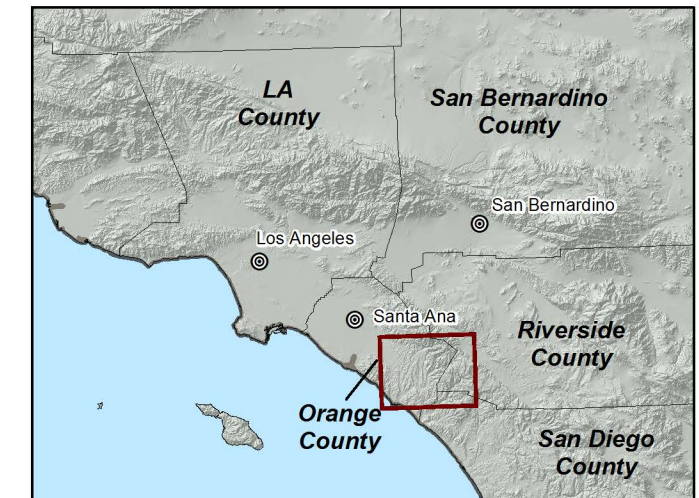 LA
County
San Bernardino
County
San Bernardino
Los Angeles
Santa Ana
Riverside
County
Orange
County
San Diego
County